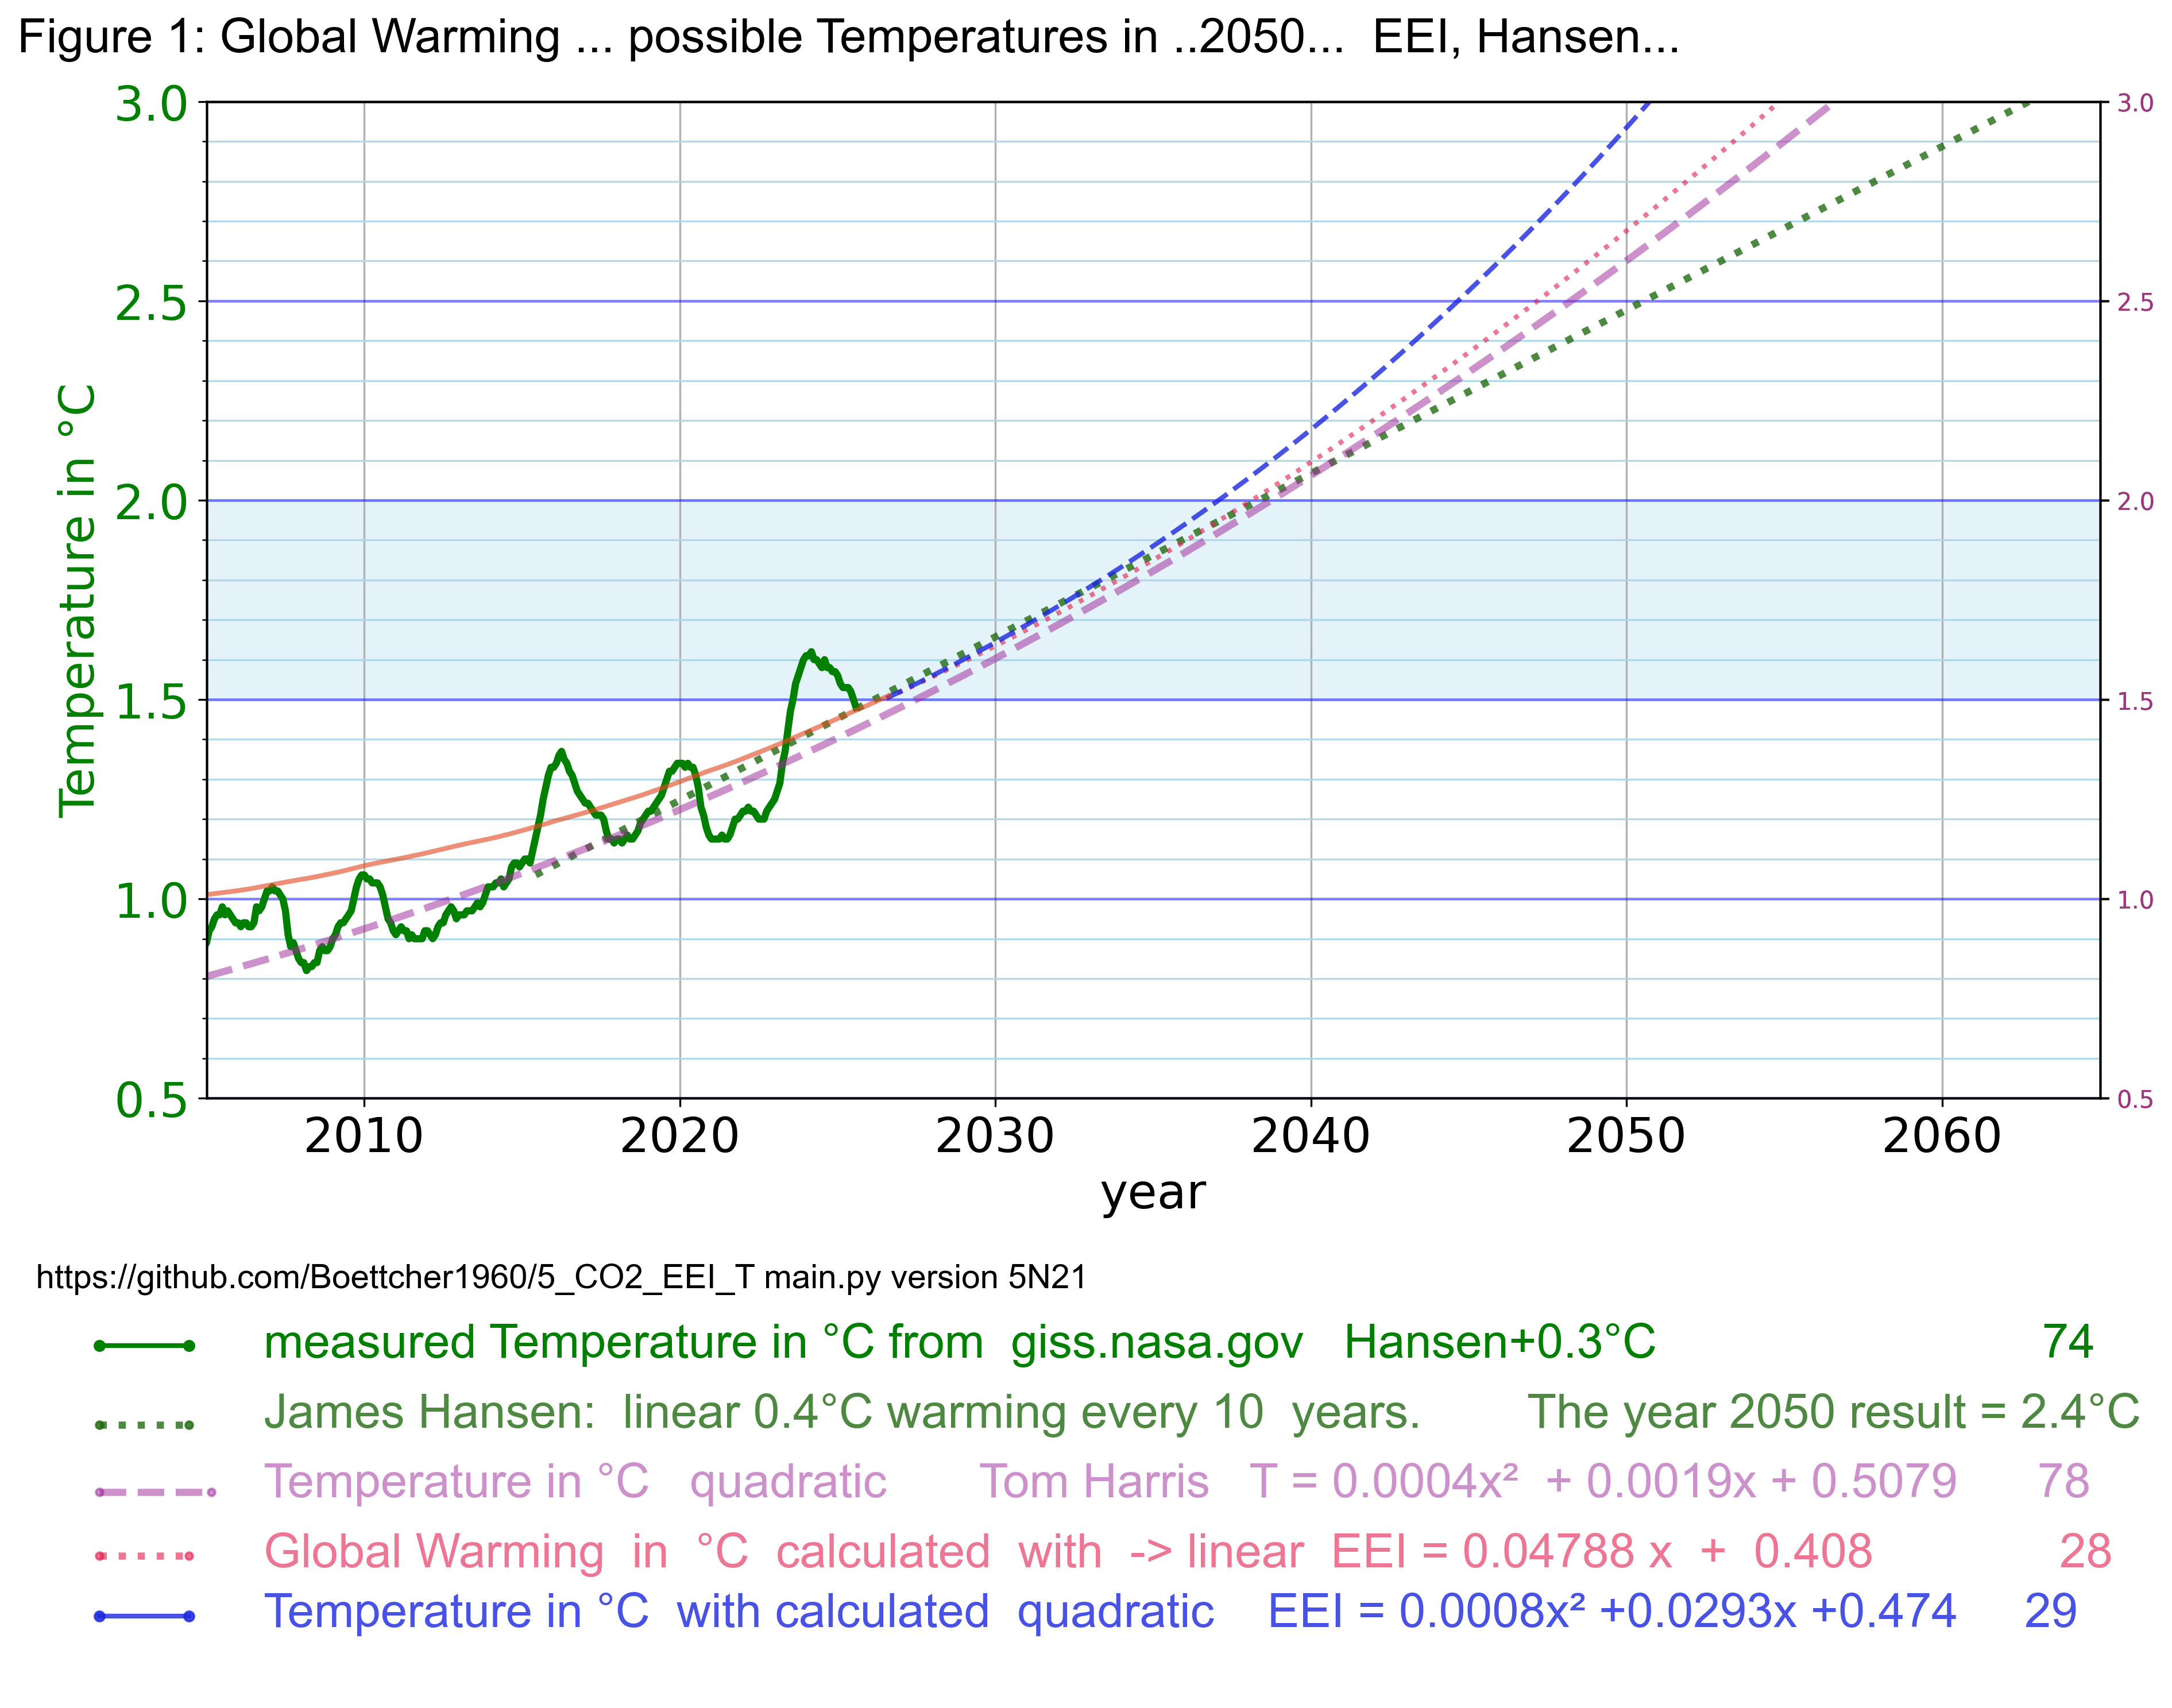 Figure 1: Global Warming ... possible Temperatures in ..2050...  EEI, Hansen...
3.0
2.5
2.0
1.5
1.0
0.5
Temperature in °C
3.0
2.5
2.0
1.5
1.0
0.5
2010 2020 2030 2040 2050 2060
year
https://github.com/Boettcher1960/5_CO2_EEI_T main.py version 5N21
measured Temperature in °C from  giss.nasa.gov   Hansen+0.3°C 74
James Hansen:  linear 0.4°C warming every 10  years. The year 2050 result = 2.4°C
Temperature in °C   quadratic Tom Harris   T = 0.0004x²  + 0.0019x + 0.5079 78
Global Warming  in  °C  calculated  with  -> linear  EEI = 0.04788 x  +  0.408 28
Temperature in °C  with calculated  quadratic EEI = 0.0008x² +0.0293x +0.474 29